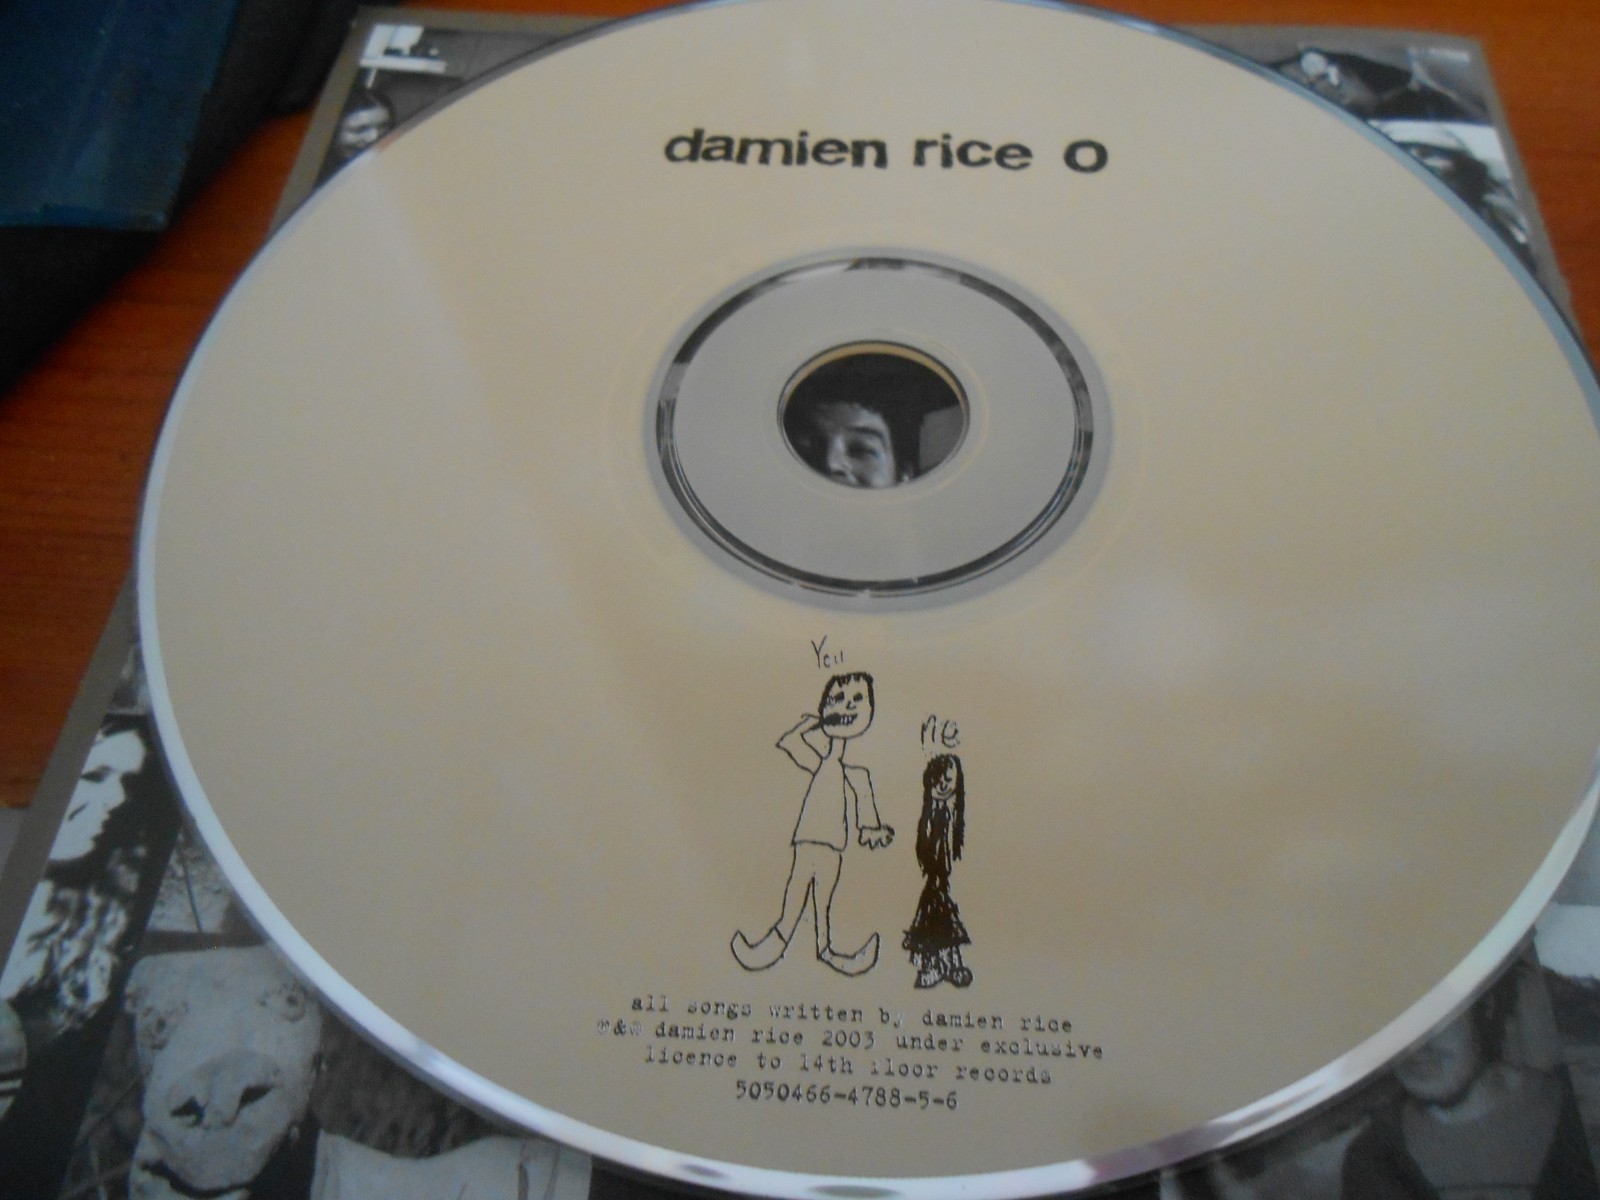 damien rice O
You
me
all songs written by damien rice
℗&© damien rice 2003 under exclusive
licence to 14th floor records
5050466-4788-5-6